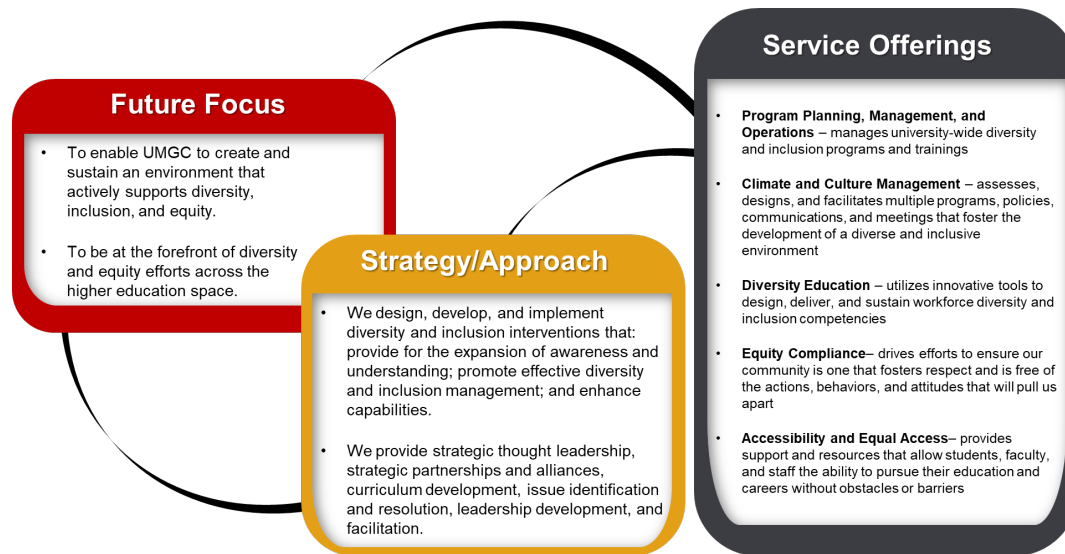 Future Focus
• To enable UMGC to create and
sustain an environment that
actively supports diversity,
inclusion, and equity.
• To be at the forefront of diversity
and equity efforts across the
higher education space.
Strategy/Approach
• We design, develop, and implement
diversity and inclusion interventions that:
provide for the expansion of awareness and
understanding; promote effective diversity
and inclusion management; and enhance
capabilities.
• We provide strategic thought leadership,
strategic partnerships and alliances,
curriculum development, issue identification
and resolution, leadership development, and
facilitation.
Service Offerings
• Program Planning, Management, and
Operations – manages university-wide diversity
and inclusion programs and trainings
• Climate and Culture Management – assesses,
designs, and facilitates multiple programs, policies,
communications, and meetings that foster the
development of a diverse and inclusive
environment
• Diversity Education – utilizes innovative tools to
design, deliver, and sustain workforce diversity and
inclusion competencies
• Equity Compliance– drives efforts to ensure our
community is one that fosters respect and is free of
the actions, behaviors, and attitudes that will pull us
apart
• Accessibility and Equal Access– provides
support and resources that allow students, faculty,
and staff the ability to pursue their education and
careers without obstacles or barriers